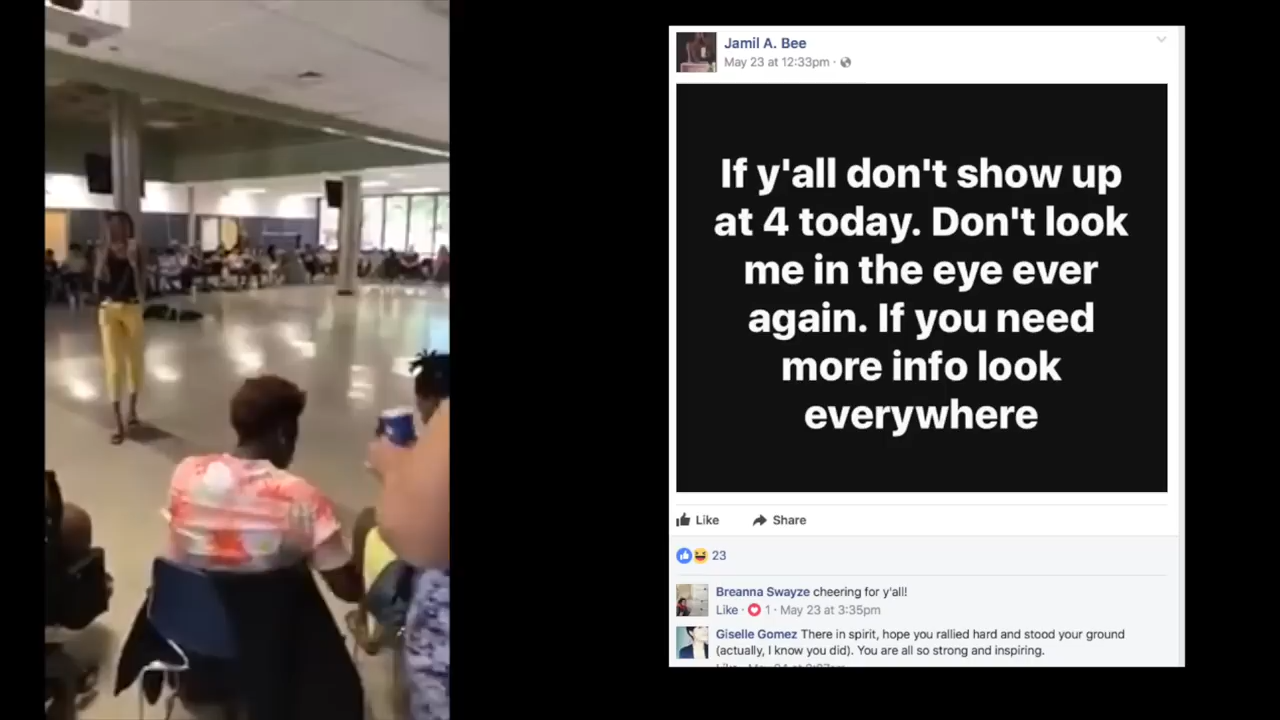 Jamil A. Bee
May 23 at 12:33pm ·
If y'all don't show up
at 4 today. Don't look
me in the eye ever
again. If you need
more info look
everywhere
Like Share
23
Breanna Swayze cheering for y'all!
Like · 1 · May 23 at 3:35pm
Giselle Gomez There in spirit, hope you rallied hard and stood your ground
(actually, I know you did). You are all so strong and inspiring.